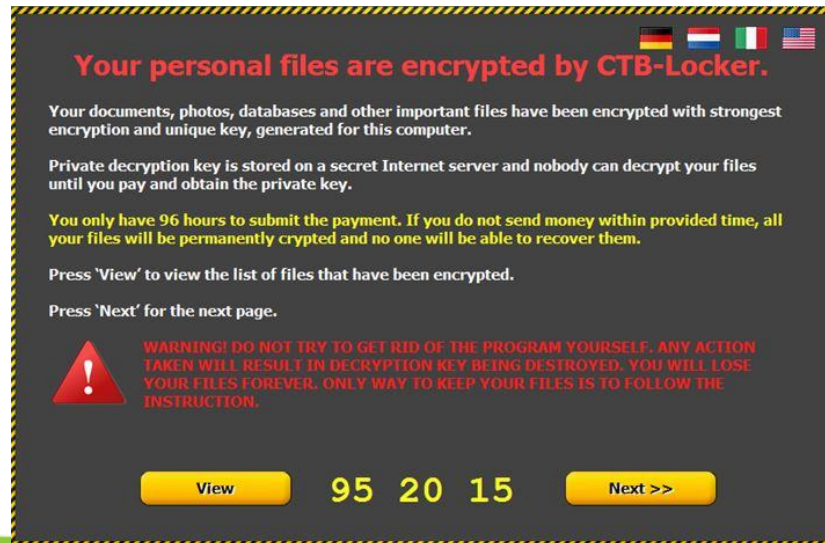 Your personal files are encrypted by CTB-Locker.
Your documents, photos, databases and other important files have been encrypted with strongest
encryption and unique key, generated for this computer.
Private decryption key is stored on a secret Internet server and nobody can decrypt your files
until you pay and obtain the private key.
You only have 96 hours to submit the payment. If you do not send money within provided time, all
your files will be permanently crypted and no one will be able to recover them.
Press `View' to view the list of files that have been encrypted.
Press `Next' for the next page.
WARNING! DO NOT TRY TO GET RID OF THE PROGRAM YOURSELF. ANY ACTION
TAKEN WILL RESULT IN DECRYPTION KEY BEING DESTROYED. YOU WILL LOSE
YOUR FILES FOREVER. ONLY WAY TO KEEP YOUR FILES IS TO FOLLOW THE
INSTRUCTION.
View 95 20 15 Next >>